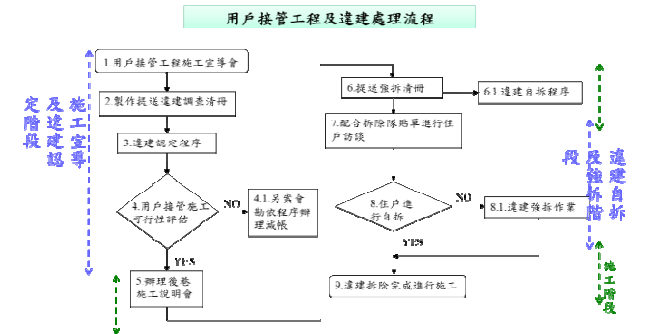 用戶接管工程及違建處理流程
1.用戶接管工程施工宣導會
2.製作提送違建調查清冊
3.違建認定程序
4.用戶接管施工
可行性評估
NO
4.1.另案會
勘依程序辦
理減帳
YES
5.辦理後巷
施工說明會
6.提送強拆清冊
6.1 違建自拆程序
7.配合拆除隊貼單進行住
戶訪談
8.住戶進
行自拆
NO
8.1.違建強拆作業
YES
9.違建拆除完成進行施工
施工宣導
及違建認
定階段
違建自拆
及強拆階
段
施工階段